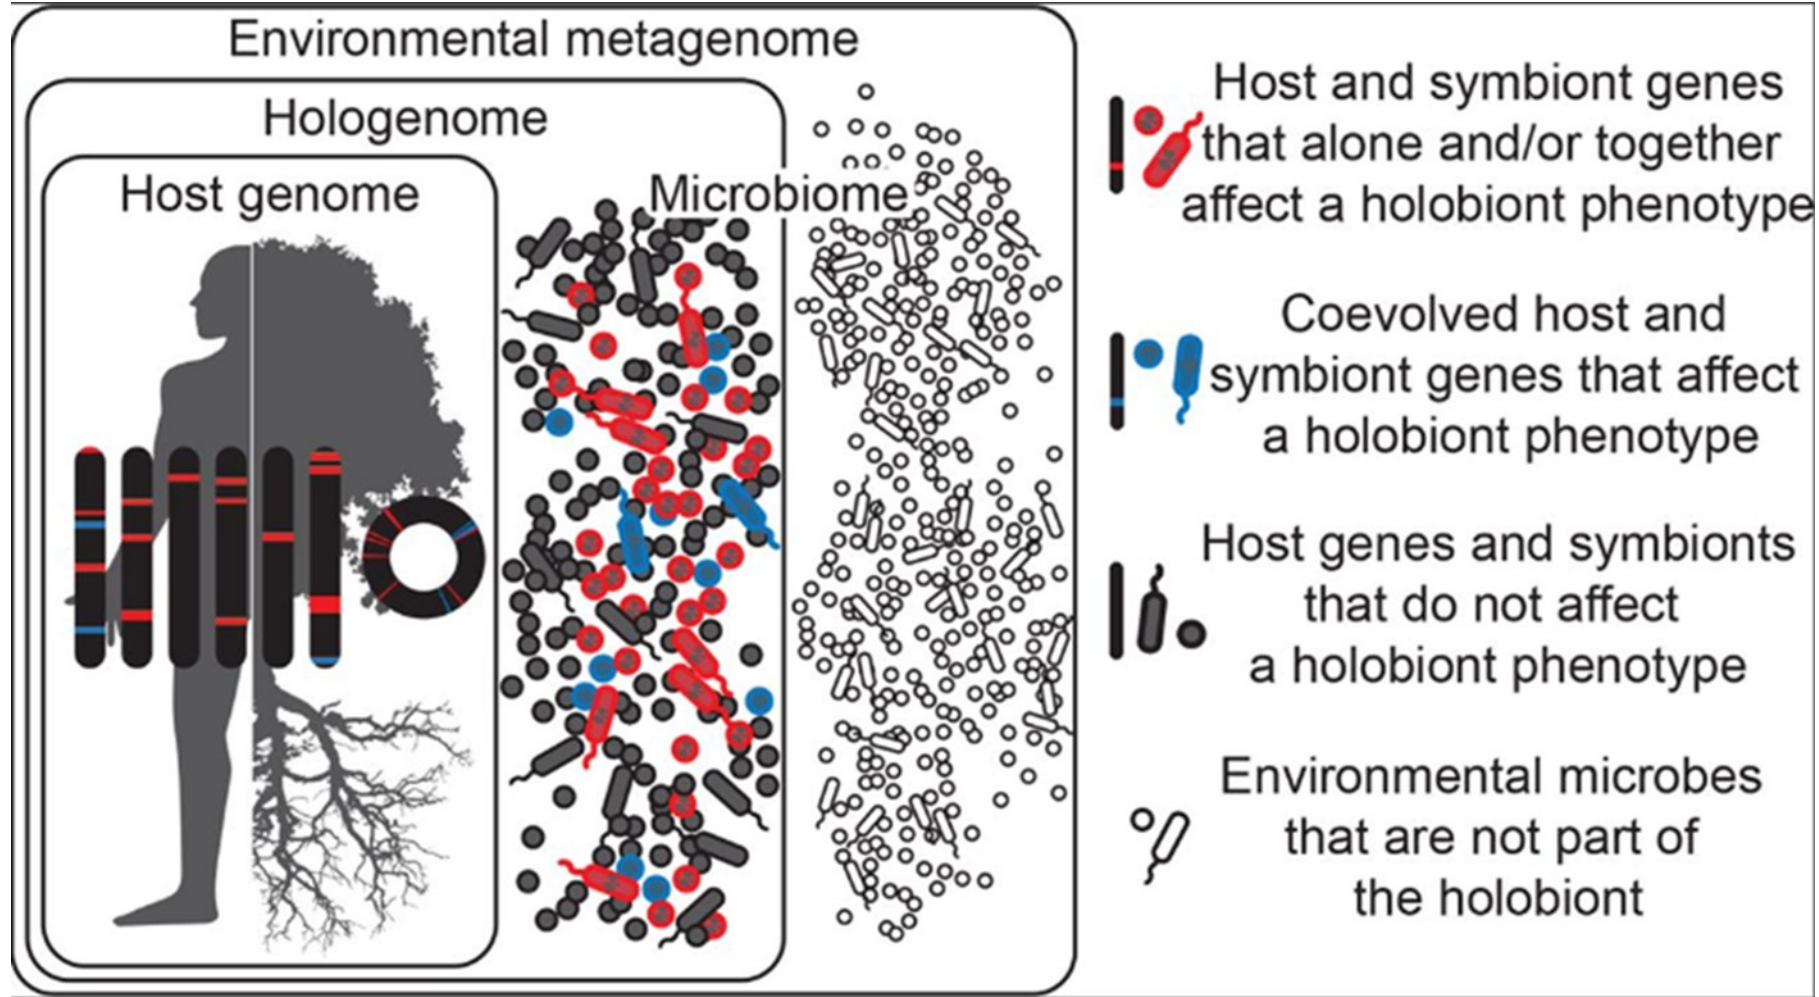 Environmental metagenome
Hologenome
Host genome
Microbiome
Host and symbiont genes
that alone and/or together
affect a holobiont phenotype
Coevolved host and
symbiont genes that affect
a holobiont phenotype
Host genes and symbionts
that do not affect
a holobiont phenotype
Environmental microbes
that are not part of
the holobiont